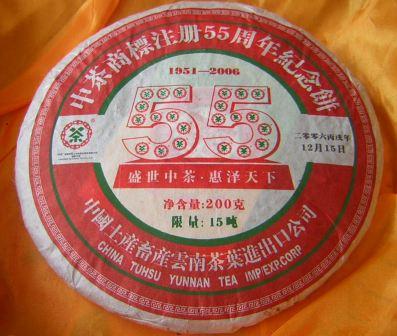 中茶商標注册55周年紀念餅
1951—2006
55
盛世中茶·惠泽天下
二零零六丙戌年
12月15日
净含量:200克
限量:15吨
中國土産畜産雲南茶葉進出口公司
CHINA TUHSU YUNNAN TEA IMP/EXP.CORP